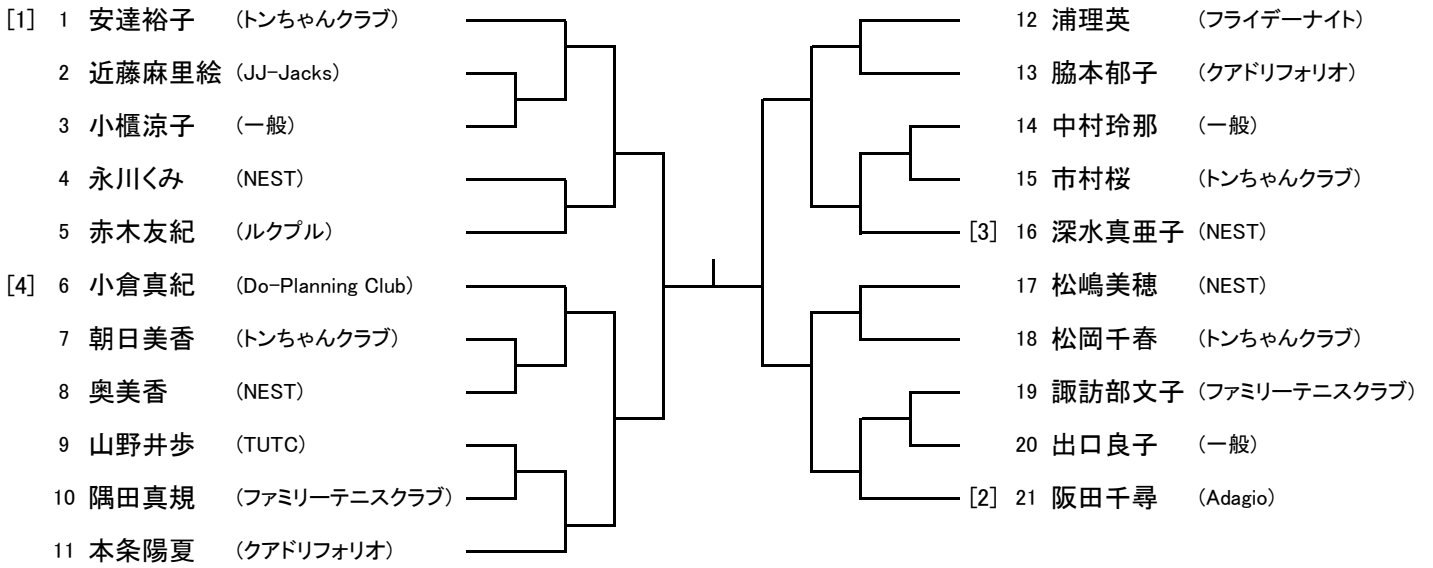 [1] 1 安達裕子 (トンちゃんクラブ)
2 近藤麻里絵 (JJ-Jacks)
3 小櫃涼子 (一般)
4 永川くみ (NEST)
5 赤木友紀 (ルクプル)
[4] 6 小倉真紀 (Do-Planning Club)
7 朝日美香 (トンちゃんクラブ)
8 奥美香 (NEST)
9 山野井歩 (TUTC)
10 隅田真規 (ファミリーテニスクラブ)
11 本条陽夏 (クアドリフォリオ)
12 浦理英 (フライデーナイト)
13 脇本郁子 (クアドリフォリオ)
14 中村玲那 (一般)
15 市村桜 (トンちゃんクラブ)
[3] 16 深水真亜子 (NEST)
17 松嶋美穂 (NEST)
18 松岡千春 (トンちゃんクラブ)
19 諏訪部文子 (ファミリーテニスクラブ)
20 出口良子 (一般)
[2] 21 阪田千尋 (Adagio)